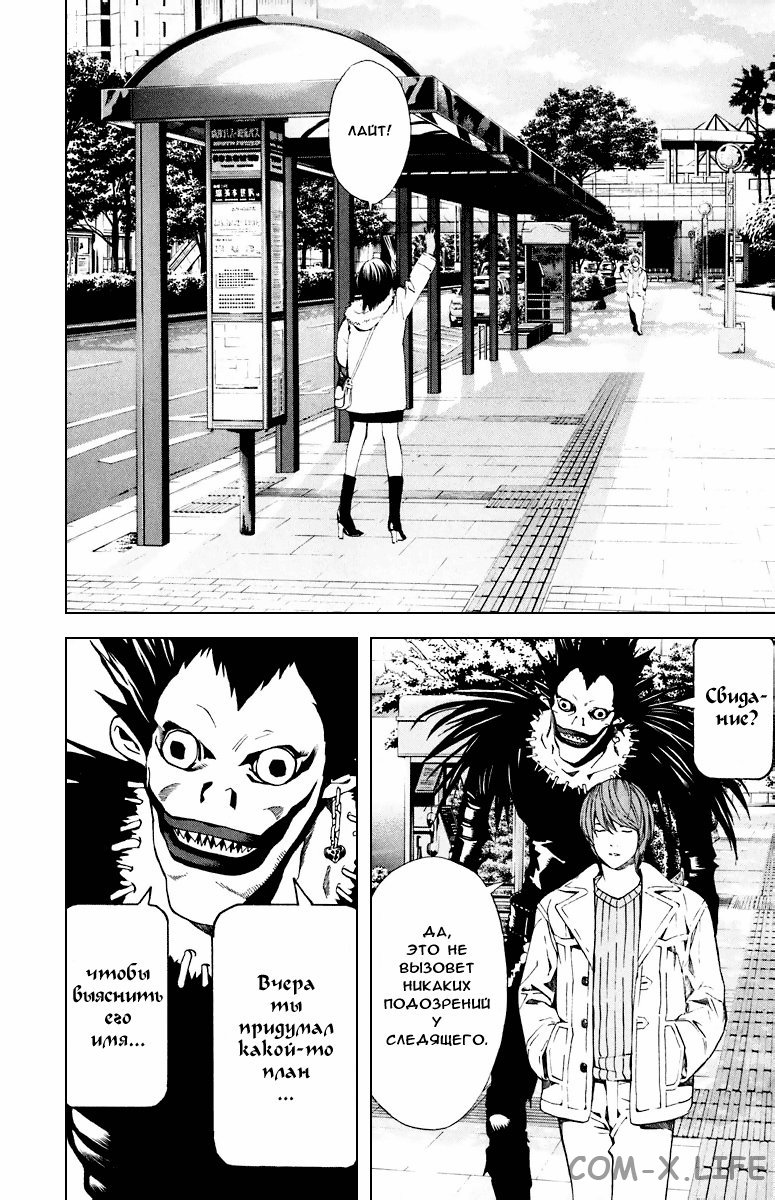 ЛАЙТ!
Свида-
ние?
ДА,
ЭТО НЕ
ВЫЗОВЕТ
НИКАКИХ
ПОДОЗРЕНИЙ
У
СЛЕДЯЩЕГО.
Вчера
ты
придумал
какой-то
план
...
чтобы
выяснить
его
имя...
COM-X.LIFE